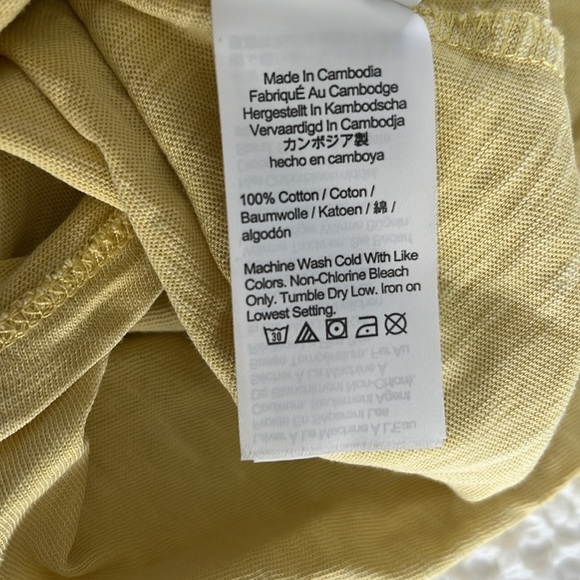 Made In Cambodia
FabriquÉ Au Cambodge
Hergestellt In Kambodscha
Vervaardigd In Cambodja
カンボジア製
hecho en camboya
100% Cotton / Coton /
Baumwolle / Katoen / 綿 /
algodón
Machine Wash Cold With Like
Colors. Non-Chlorine Bleach
Only. Tumble Dry Low. Iron on
Lowest Setting.
30